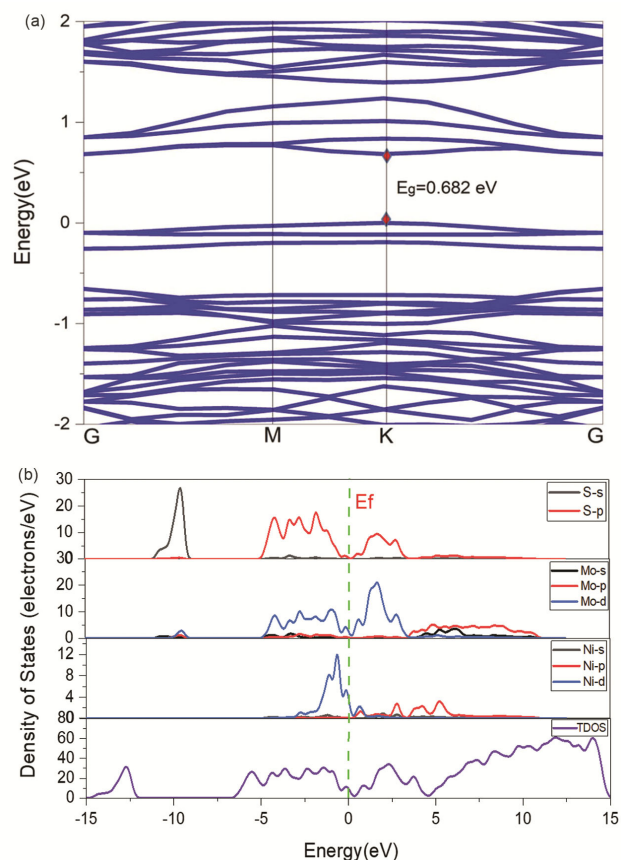 (a)
2
1
0
-1
-2
Energy(eV)
Eg=0.682 eV
G M K G
(b)
30
20
10
30
20
10
0
12
8
4
80
60
40
20
0
Density of States (electrons/eV)
Ef
S-s
S-p
Mo-s
Mo-p
Mo-d
Ni-s
Ni-p
Ni-d
TDOS
-15 -10 -5 0 5 10 15
Energy(eV)